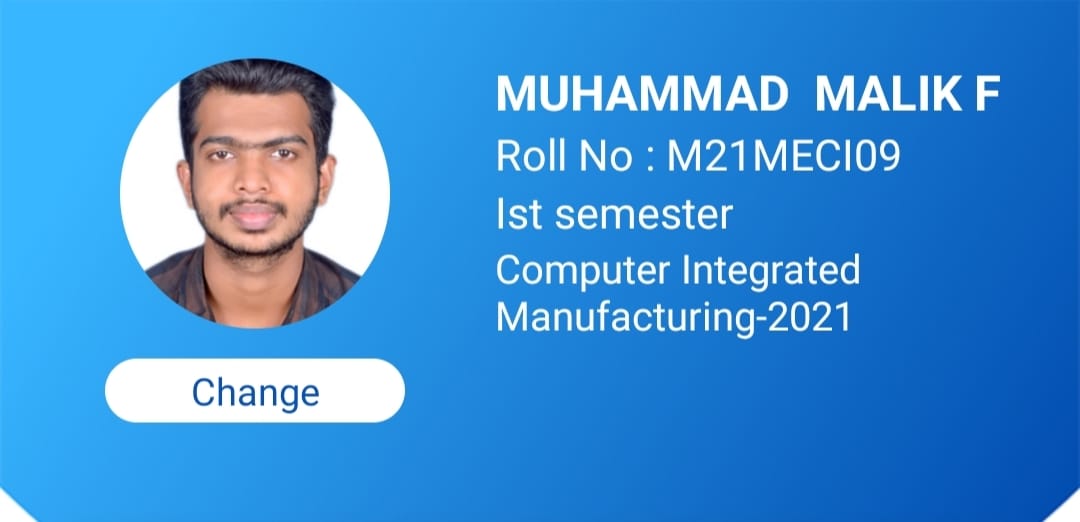 MUHAMMAD MALIK F
Roll No : M21MECI09
Ist semester
Computer Integrated
Manufacturing-2021
Change